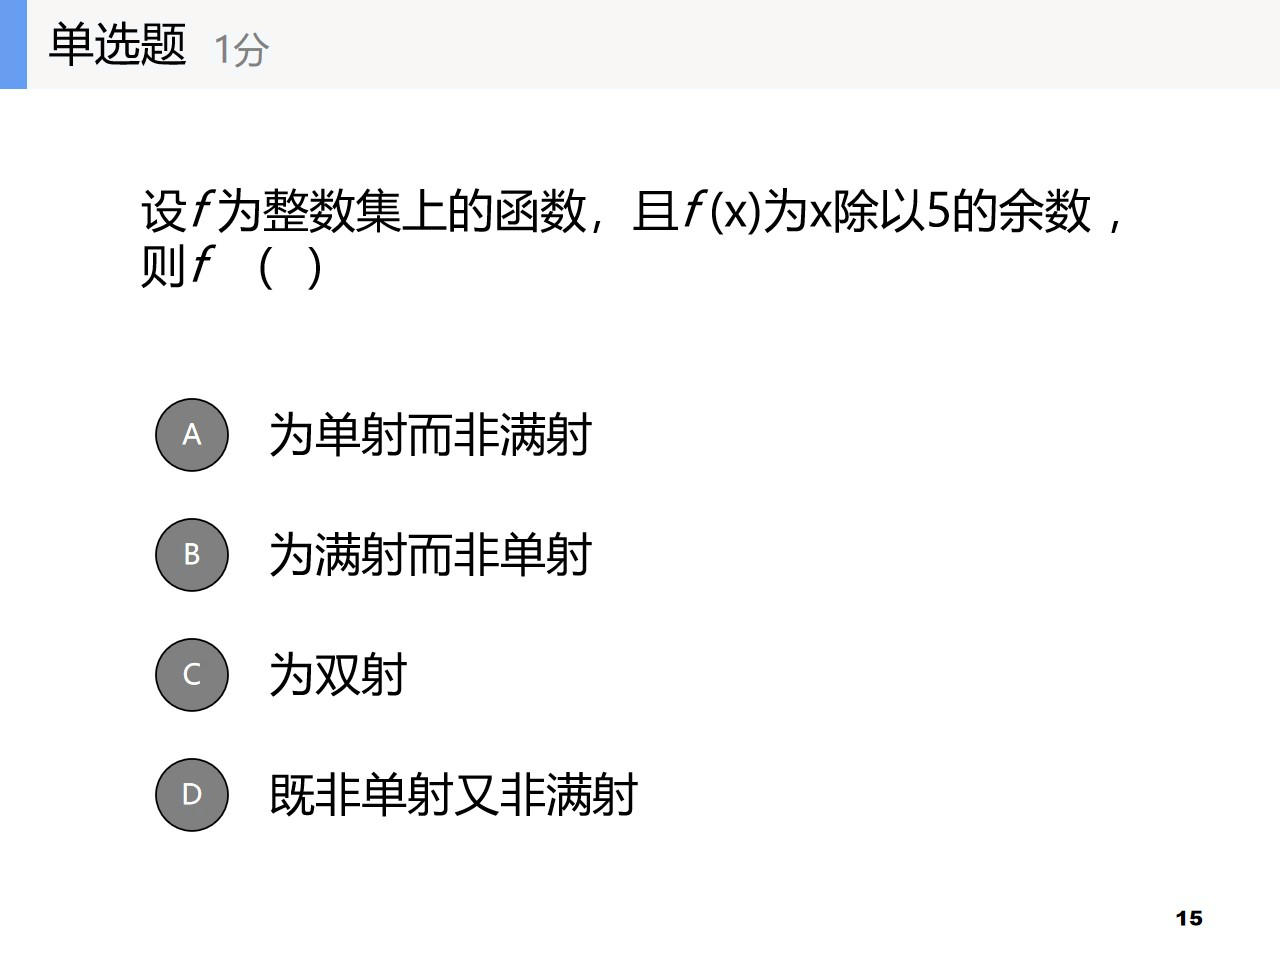 单选题 1分
设f为整数集上的函数，且f(x)为x除以5的余数，
则f （ ）
A 为单射而非满射
B 为满射而非单射
C 为双射
D 既非单射又非满射
15